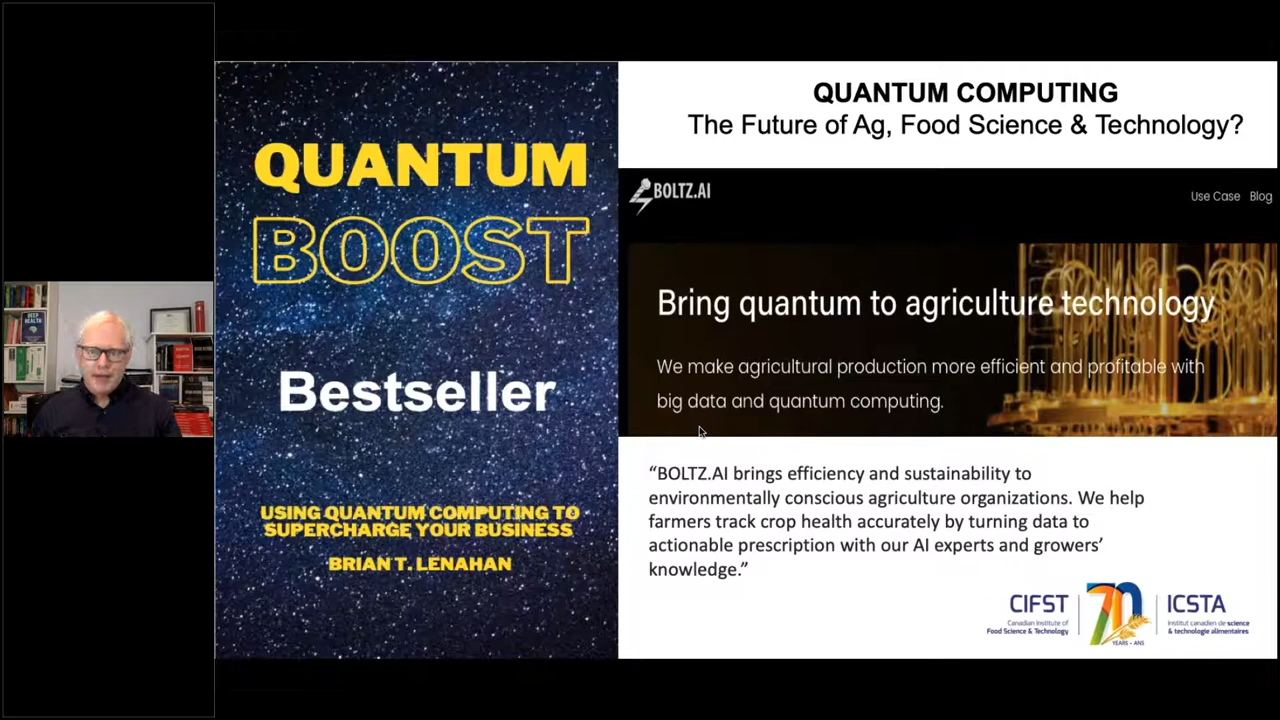 QUANTUM
BOOST
Bestseller
USING QUANTUM COMPUTING TO
SUPERCHARGE YOUR BUSINESS
BRIAN T. LENAHAN
QUANTUM COMPUTING
The Future of Ag, Food Science & Technology?
BOLTZ.AI
Use Case Blog
Bring quantum to agriculture technology
We make agricultural production more efficient and profitable with
big data and quantum computing.
“BOLTZ.AI brings efficiency and sustainability to
environmentally conscious agriculture organizations. We help
farmers track crop health accurately by turning data to
actionable prescription with our AI experts and growers’
knowledge.”
CIFST
Canadian Institute of
Food Science & Technology
70
YEARS - ANS
ICSTA
Institut canadien de science
& technologie alimentaires
DEEP